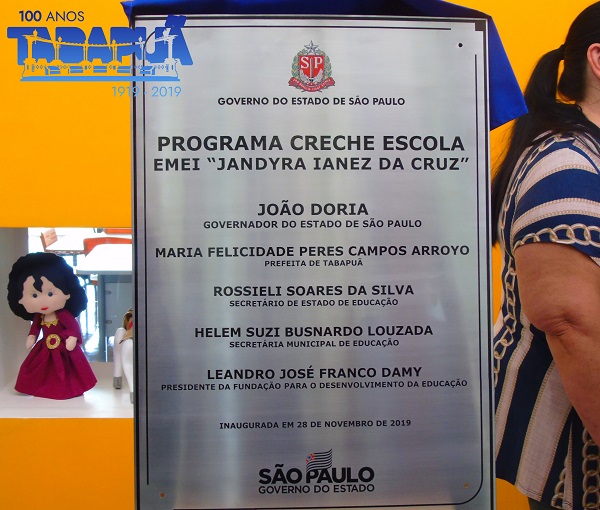 100 ANOS
TABAPUÃ
1919 - 2019
SP
GOVERNO DO ESTADO DE SÃO PAULO
PROGRAMA CRECHE ESCOLA
EMEI "JANDYRA IANEZ DA CRUZ"
JOÃO DORIA
GOVERNADOR DO ESTADO DE SÃO PAULO
MARIA FELICIDADE PERES CAMPOS ARROYO
PREFEITA DE TABAPUÃ
ROSSIELI SOARES DA SILVA
SECRETÁRIO DE ESTADO DE EDUCAÇÃO
HELEM SUZI BUSNARDO LOUZADA
SECRETÁRIA MUNICIPAL DE EDUCAÇÃO
LEANDRO JOSÉ FRANCO DAMY
PRESIDENTE DA FUNDAÇÃO PARA O DESENVOLVIMENTO DA EDUCAÇÃO
INAUGURADA EM 28 DE NOVEMBRO DE 2019
SÃO PAULO
GOVERNO DO ESTADO